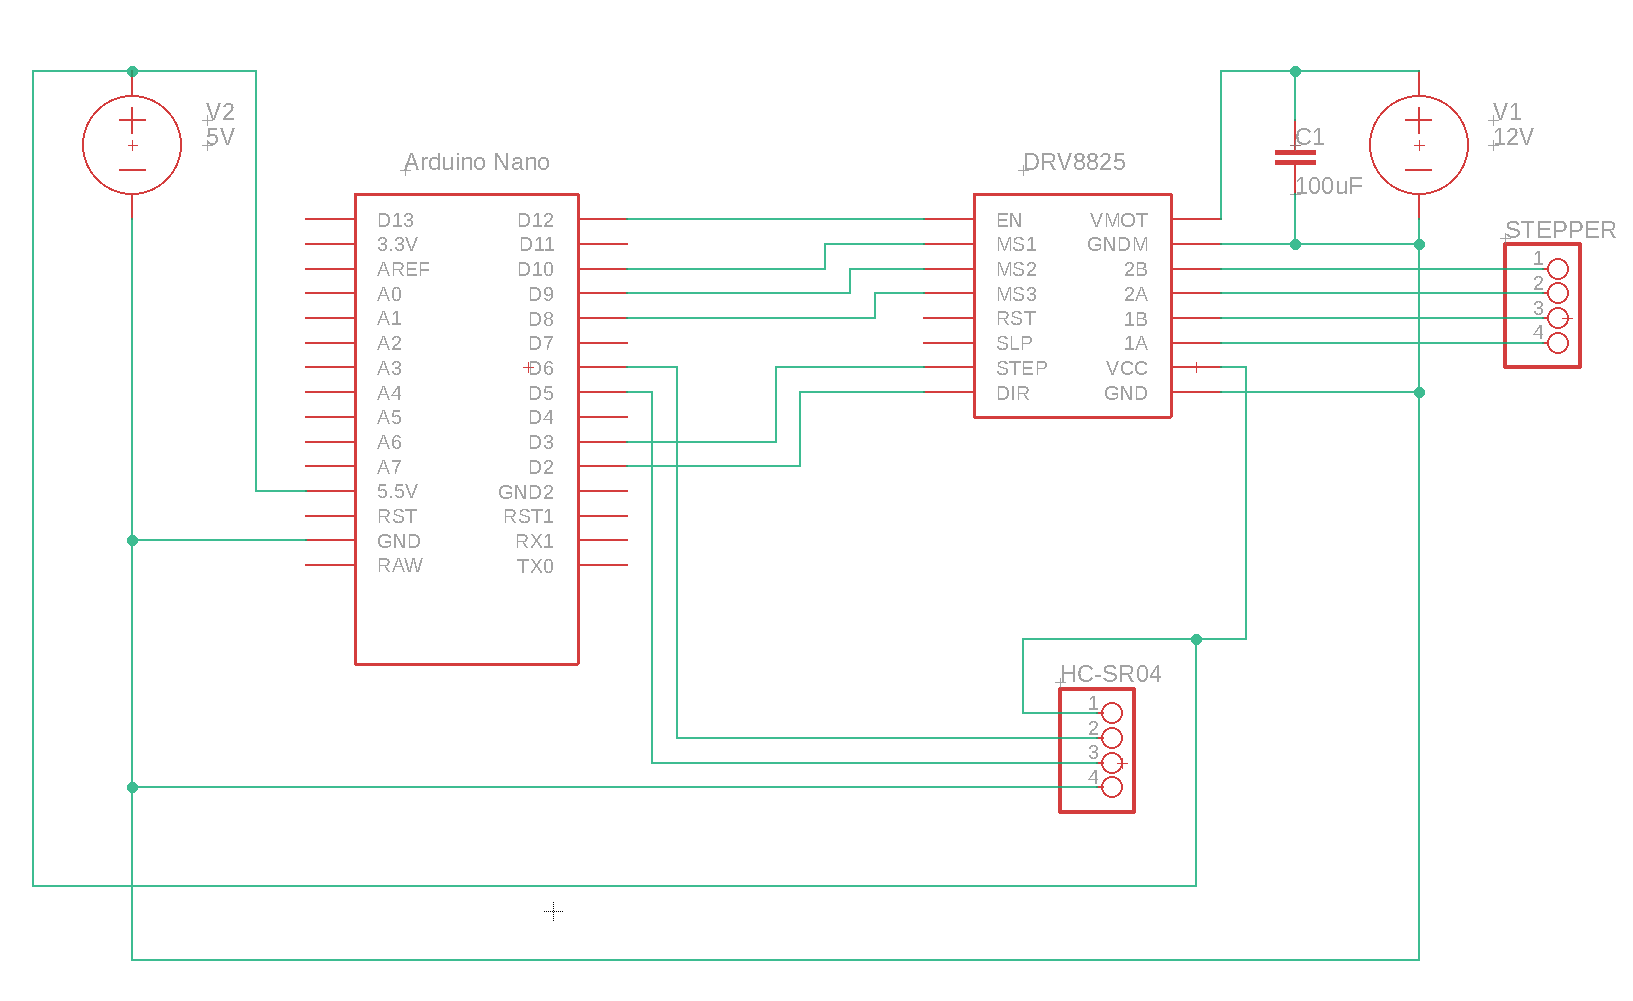 V2
5V
Arduino Nano
D13
3.3V
AREF
A0
A1
A2
A3
A4
A5
A6
A7
5.5V
RST
GND
RAW
D12
D11
D10
D9
D8
D7
D6
D5
D4
D3
D2
GND2
RST1
RX1
TX0
DRV8825
EN
MS1
MS2
MS3
RST
SLP
STEP
DIR
VMOT
GNDM
2B
2A
1B
1A
VCC
GND
C1
100uF
V1
12V
STEPPER
1
2
3
4
HC-SR04
1
2
3
4